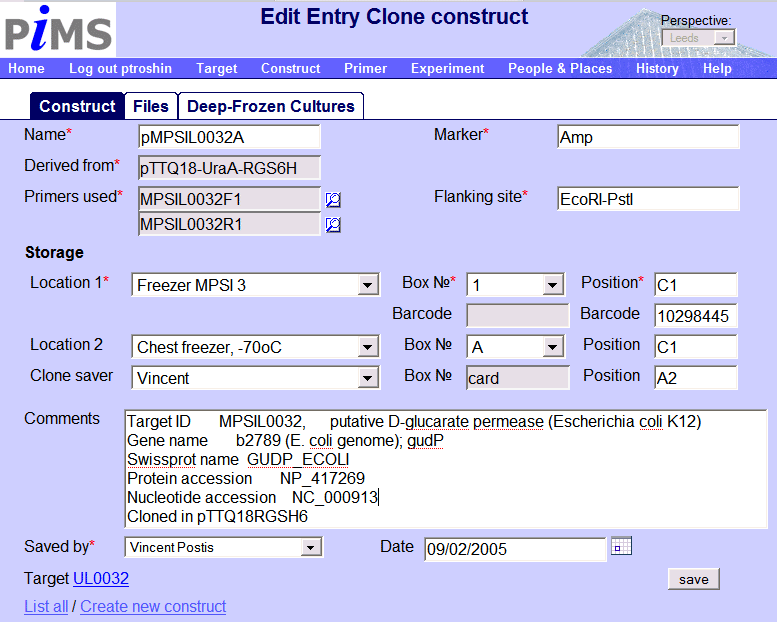 PiMS
Edit Entry Clone construct
Perspective:
Leeds
Home Log out ptroshin Target Construct Primer Experiment People & Places History Help
Construct Files Deep-Frozen Cultures
Name* pMPSIL0032A Marker* Amp
Derived from* pTTQ18-UraA-RGS6H
Primers used* MPSIL0032F1 Flanking site* EcoRI-PstI
MPSIL0032R1
Storage
Location 1* Freezer MPSI 3 Box №* 1 Position* C1
Barcode Barcode 10298445
Location 2 Chest freezer, -70oC Box № A Position C1
Clone saver Vincent Box № card Position A2
Comments Target ID MPSIL0032, putative D-glucarate permease (Escherichia coli K12)
Gene name b2789 (E. coli genome); gudP
Swissprot name GUDP_ECOLI
Protein accession NP_417269
Nucleotide accession NC_000913
Cloned in pTTQ18RGSH6
Saved by* Vincent Postis Date 09/02/2005
Target UL0032 save
List all / Create new construct